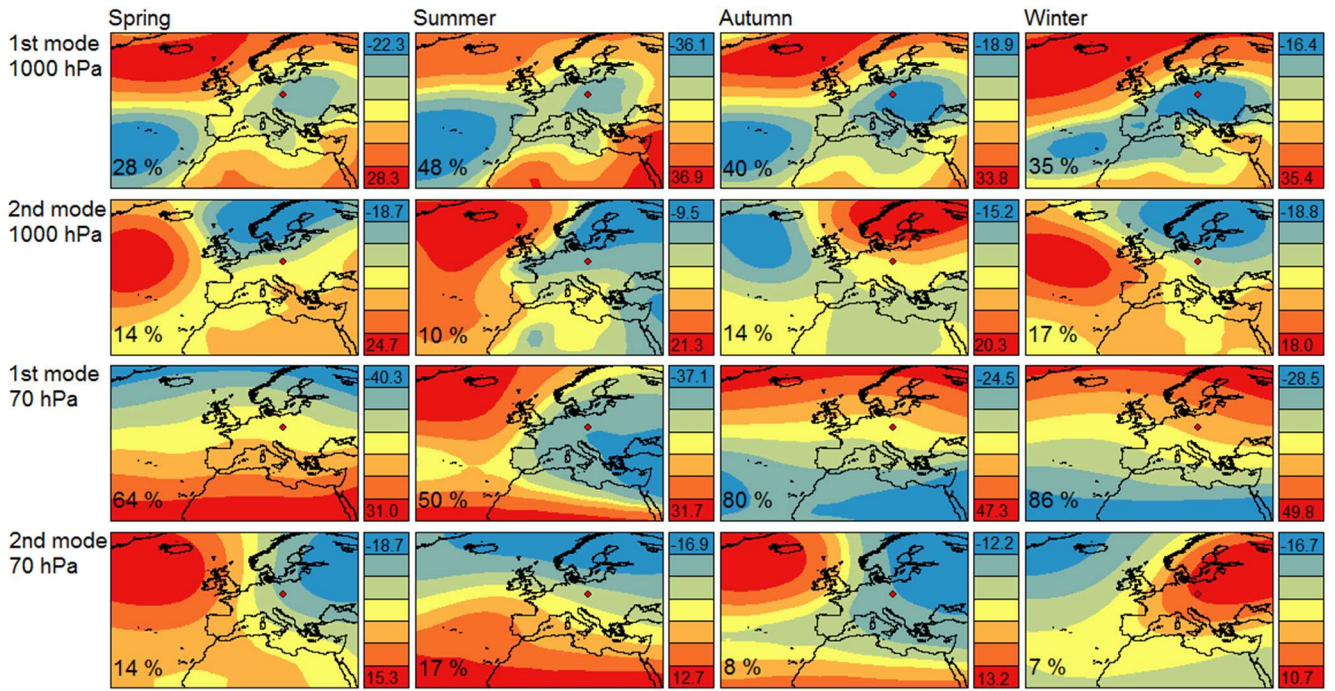 Spring Summer Autumn Winter
1st mode
1000 hPa
28 % -22.3 28.3 48 % -36.1 36.9 40 % -18.9 33.8 35 % -16.4 35.4
2nd mode
1000 hPa
14 % -18.7 24.7 10 % -9.5 21.3 14 % -15.2 20.3 17 % -18.8 18.0
1st mode
70 hPa
64 % -40.3 31.0 50 % -37.1 31.7 80 % -24.5 47.3 86 % -28.5 49.8
2nd mode
70 hPa
14 % -18.7 15.3 17 % -16.9 12.7 8 % -12.2 13.2 7 % -16.7 10.7